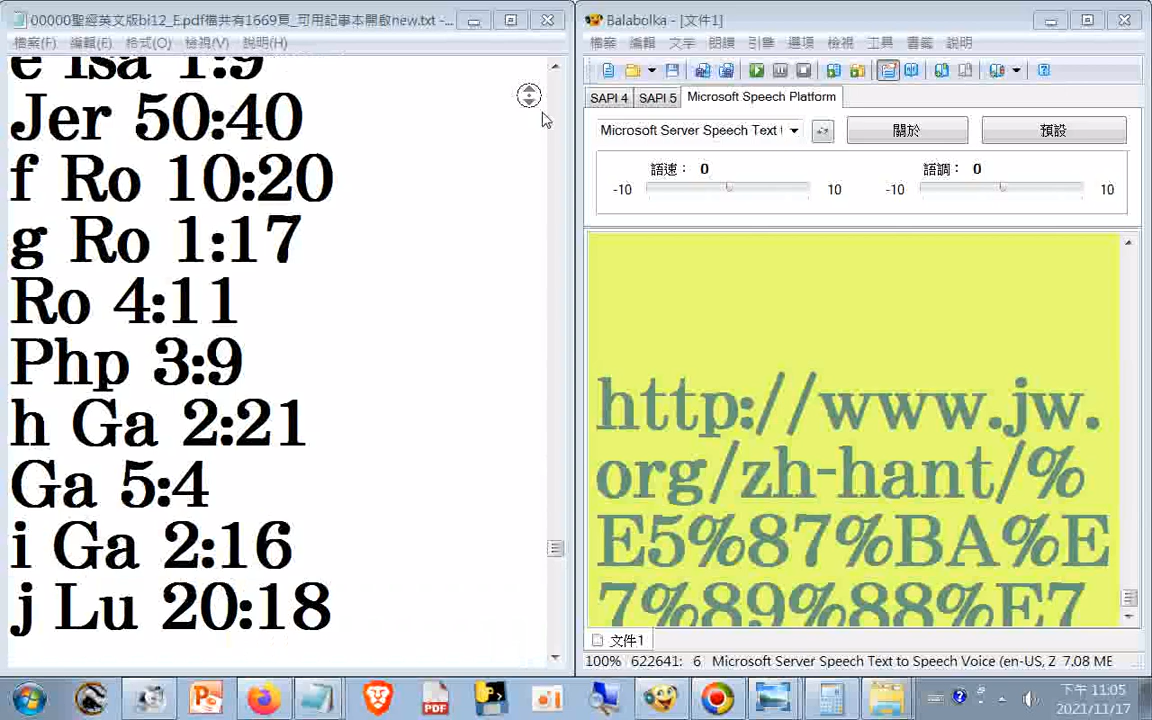 00000聖經英文版bi12_E.pdf檔共有1669頁_可用記事本開啟new.txt -...
檔案(F) 編輯(E) 格式(O) 檢視(V) 說明(H)
e Isa 1:9
Jer 50:40
f Ro 10:20
g Ro 1:17
Ro 4:11
Php 3:9
h Ga 2:21
Ga 5:4
i Ga 2:16
j Lu 20:18
Balabolka - [文件1]
檔案 編輯 文字 朗讀 引擎 選項 檢視 工具 書籤 說明
SAPI 4 SAPI 5 Microsoft Speech Platform
Microsoft Server Speech Text 關於 預設
語速： 0 語調： 0
-10 10 -10 10
http://www.jw.
org/zh-hant/%
E5%87%BA%E
7%89%88%E7
文件1
100% 622641: 6 Microsoft Server Speech Text to Speech Voice (en-US, Z 7.08 ME
PDF
下午 11:05
2021/11/17